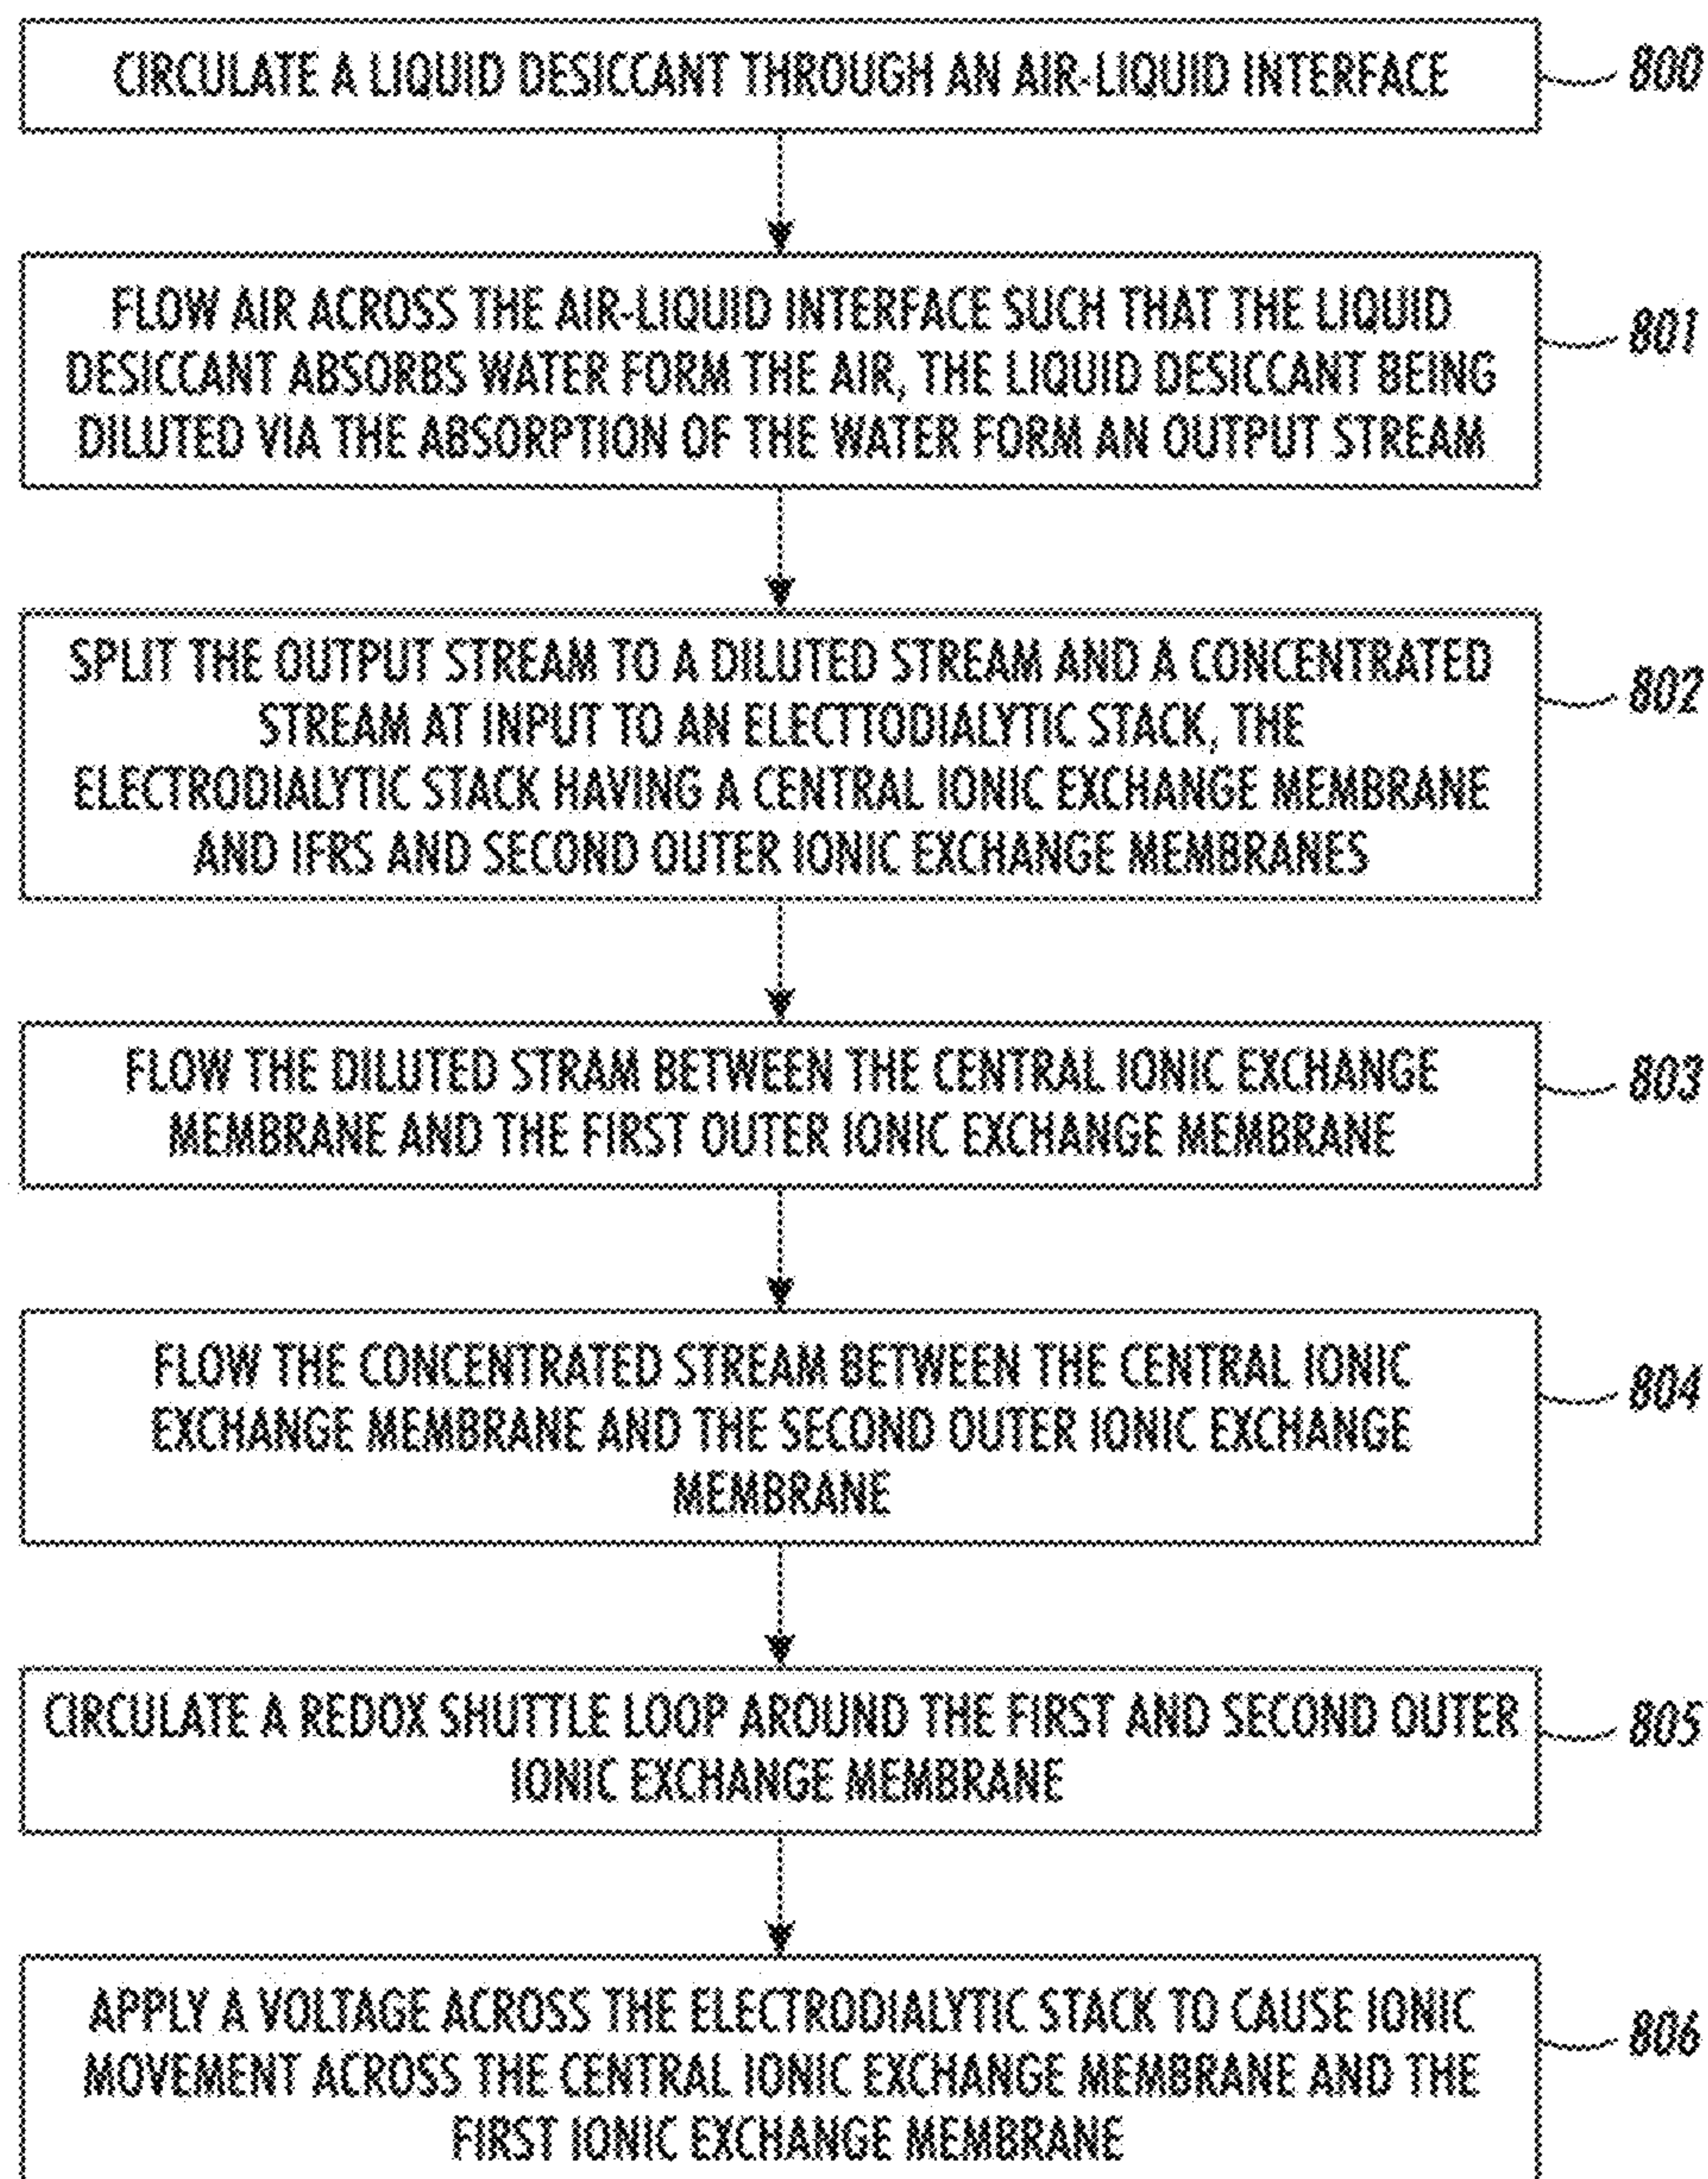 CIRCULATE A LIQUID DESICCANT THROUGH AN AIR-LIQUID INTERFACE
800
FLOW AIR ACROSS THE AIR-LIQUID INTERFACE SUCH THAT THE LIQUID
DESICCANT ABSORBS WATER FORM THE AIR, THE LIQUID DESICCANT BEING
DILUTED VIA THE ABSORPTION OF THE WATER FORM AN OUTPUT STREAM
801
SPLIT THE OUTPUT STREAM TO A DILUTED STREAM AND A CONCENTRATED
STREAM AT INPUT TO AN ELECTTODIALYTIC STACK, THE
ELECTRODIALYTIC STACK HAVING A CENTRAL IONIC EXCHANGE MEMBRANE
AND IFRS AND SECOND OUTER IONIC EXCHANGE MEMBRANES
802
FLOW THE DILUTED STRAM BETWEEN THE CENTRAL IONIC EXCHANGE
MEMBRANE AND THE FIRST OUTER IONIC EXCHANGE MEMBRANE
803
FLOW THE CONCENTRATED STREAM BETWEEN THE CENTRAL IONIC
EXCHANGE MEMBRANE AND THE SECOND OUTER IONIC EXCHANGE
MEMBRANE
804
CIRCULATE A REDOX SHUTTLE LOOP AROUND THE FIRST AND SECOND OUTER
IONIC EXCHANGE MEMBRANE
805
APPLY A VOLTAGE ACROSS THE ELECTRODIALYTIC STACK TO CAUSE IONIC
MOVEMENT ACROSS THE CENTRAL IONIC EXCHANGE MEMBRANE AND THE
FIRST IONIC EXCHANGE MEMBRANE
806